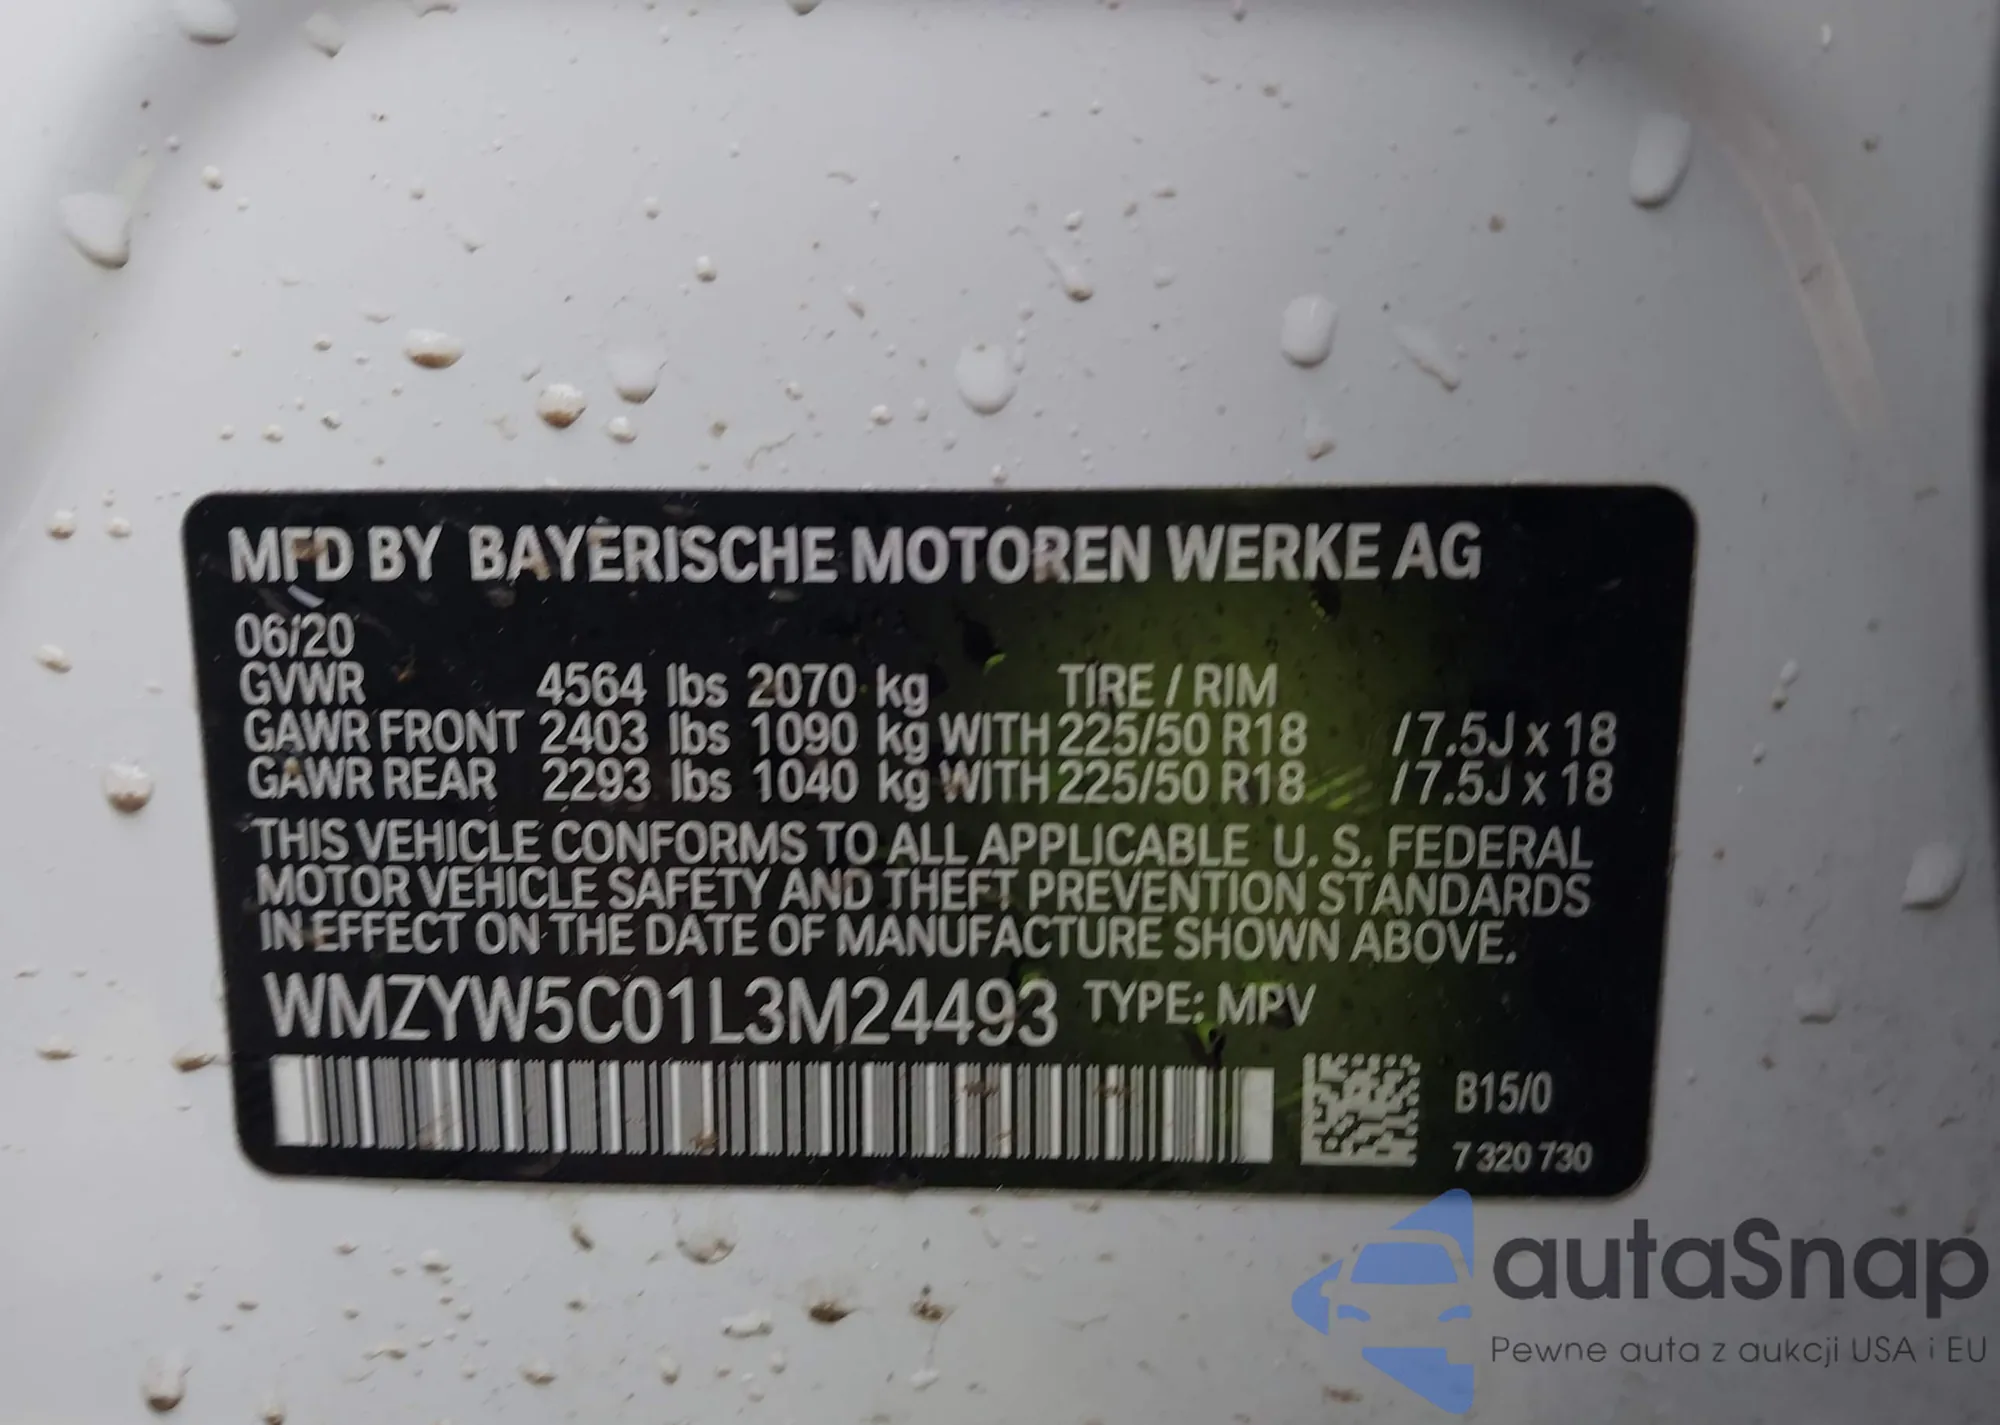 MFD BY BAYERISCHE MOTOREN WERKE AG
06/20
GVWR 4564 lbs 2070 kg TIRE / RIM
GAWR FRONT 2403 lbs 1090 kg WITH 225/50 R18 /7.5J x 18
GAWR REAR 2293 lbs 1040 kg WITH 225/50 R18 /7.5J x 18
THIS VEHICLE CONFORMS TO ALL APPLICABLE U. S. FEDERAL
MOTOR VEHICLE SAFETY AND THEFT PREVENTION STANDARDS
IN EFFECT ON THE DATE OF MANUFACTURE SHOWN ABOVE.
WMZYW5C01L3M24493 TYPE: MPV
B15/0
7 320 730
autaSnap
Pewne auta z aukcji USA i EU